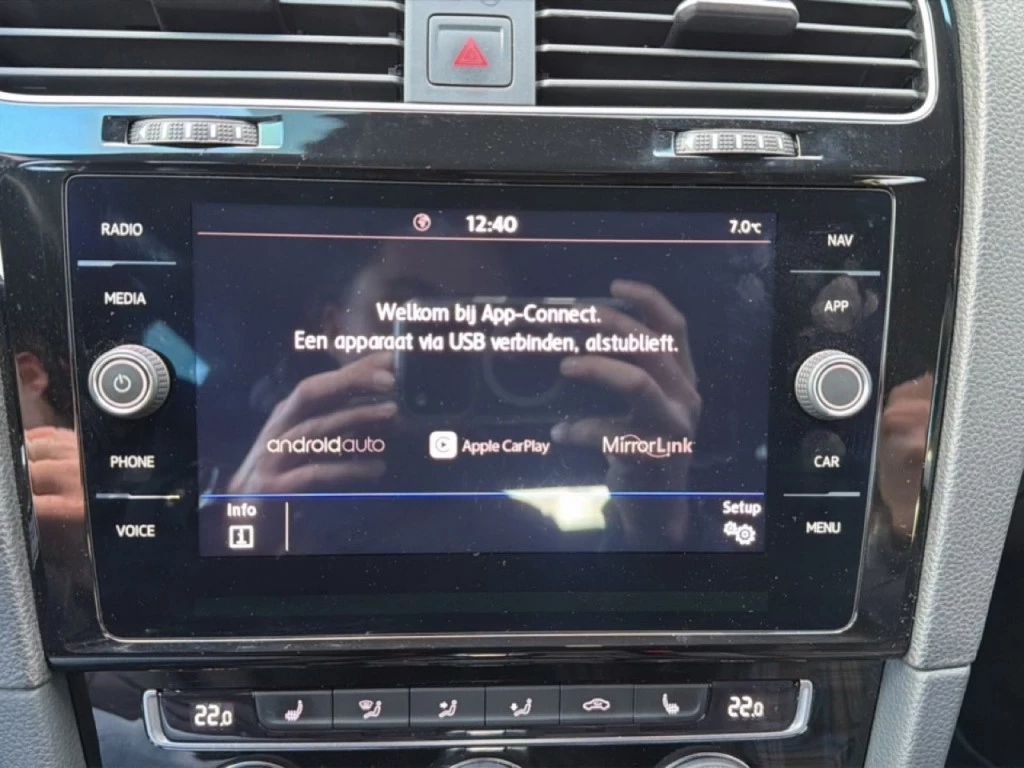 RADIO
MEDIA
PHONE
VOICE
12:40
7.0°C
Welkom bij App-Connect.
Een apparaat via USB verbinden, alstublieft.
androidauto
Apple CarPlay
MirrorLink
Info
Setup
NAV
APP
CAR
MENU
22.0
22.0